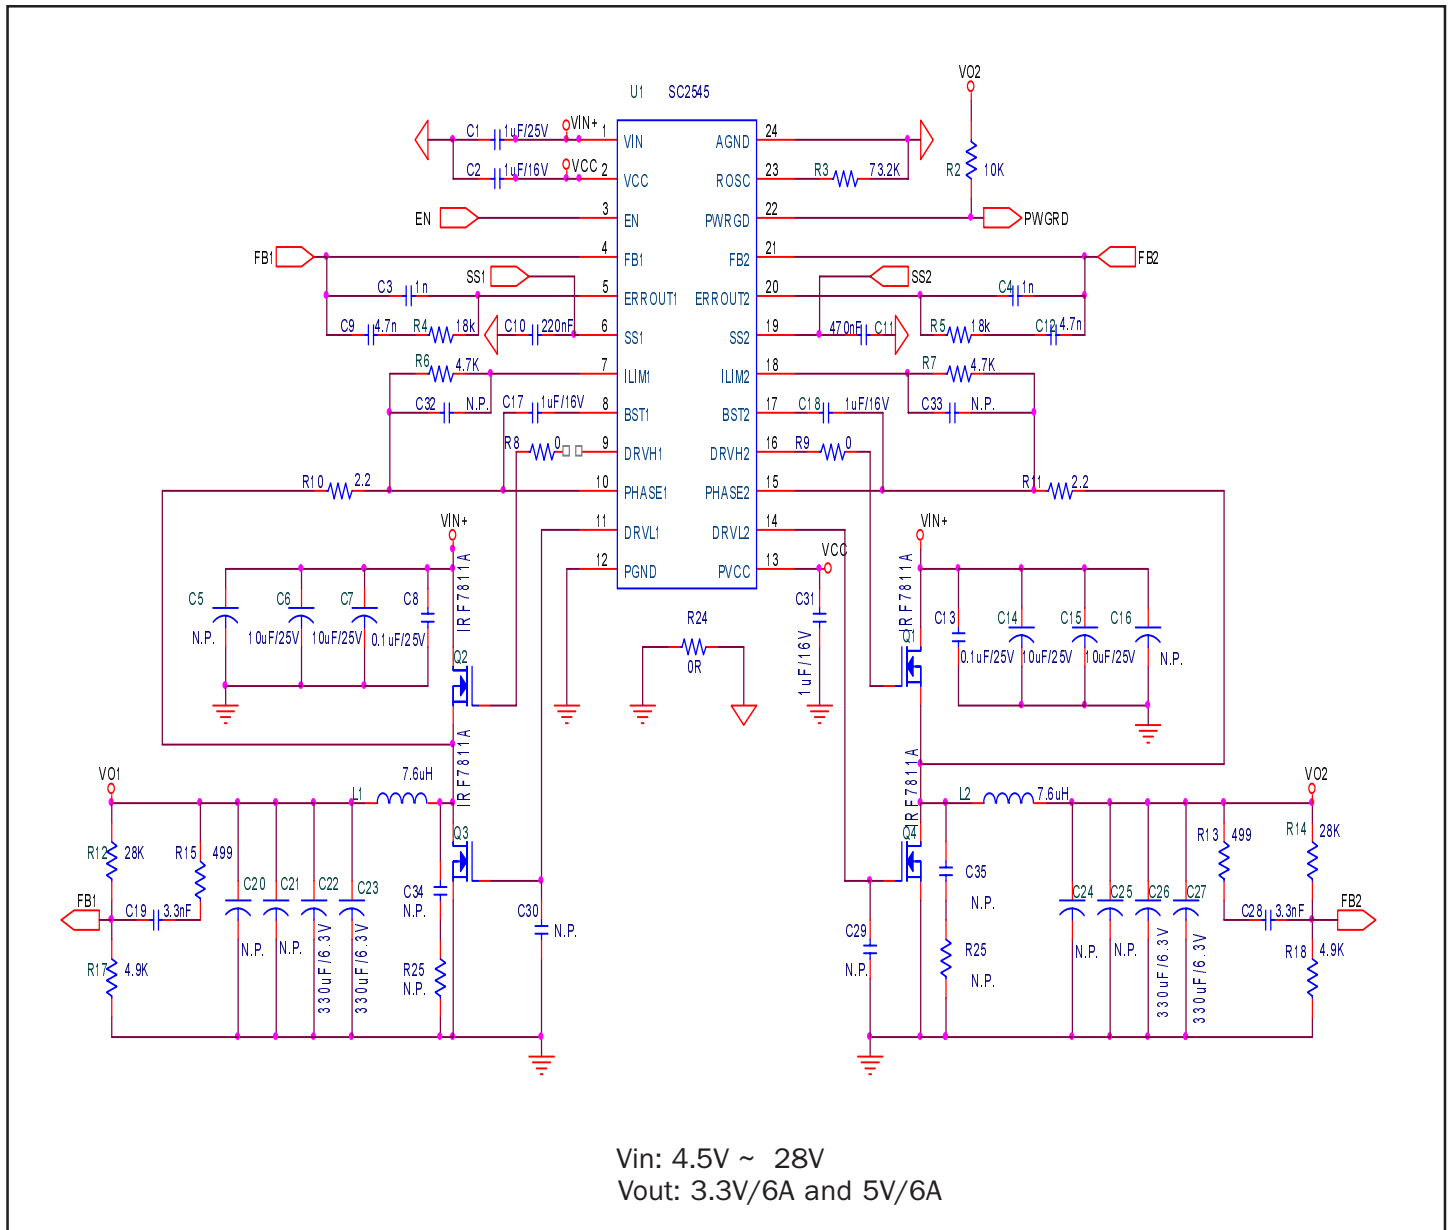 U1 SC2545
VO2
C1 1uF/25V VIN+ 1 VIN AGND 24
C2 1uF/16V VCC 2 VCC ROSC 23 R3 73.2K R2 10K
EN 3 EN PWRGD 22 PWGRD
FB1 4 FB1 FB2 21 FB2
SS1 SS2
C3 1n 5 ERROUT1 ERROUT2 20 C4 1n
C9 4.7n R4 18k C10 220nF 6 SS1 SS2 19 470nF C11 R5 18k C12 4.7n
R6 4.7K 7 ILIM1 ILIM2 18 R7 4.7K
C32 N.P. C17 1uF/16V 8 BST1 BST2 17 C18 1uF/16V C33 N.P.
R8 0 9 DRVH1 DRVH2 16 R9 0
R10 2.2 10 PHASE1 PHASE2 15 R11 2.2
11 DRVL1 DRVL2 14
VIN+ VIN+
12 PGND PVCC 13 VCC
IRF7811A IRF7811A
C5 C6 C7 C8 C31 C13 C14 C15 C16
N.P. 10uF/25V 10uF/25V 0.1uF/25V 1uF/16V 0.1uF/25V 10uF/25V 10uF/25V N.P.
R24
0R
Q2 Q1
IRF7811A IRF7811A
VO1 7.6uH VO2
L1 L2 7.6uH
Q3 Q4
R12 28K R15 499 R13 499 R14 28K
C20 C21 C22 C23 C34 N.P. C35 N.P. C24 C25 C26 C27
FB1 C19 3.3nF C30 N.P. C29 N.P. C28 3.3nF FB2
N.P. N.P. 330uF/6.3V 330uF/6.3V N.P. N.P. 330uF/6.3V 330uF/6.3V
R17 4.9K R25 N.P. R25 N.P. R18 4.9K
Vin: 4.5V ~ 28V
Vout: 3.3V/6A and 5V/6A